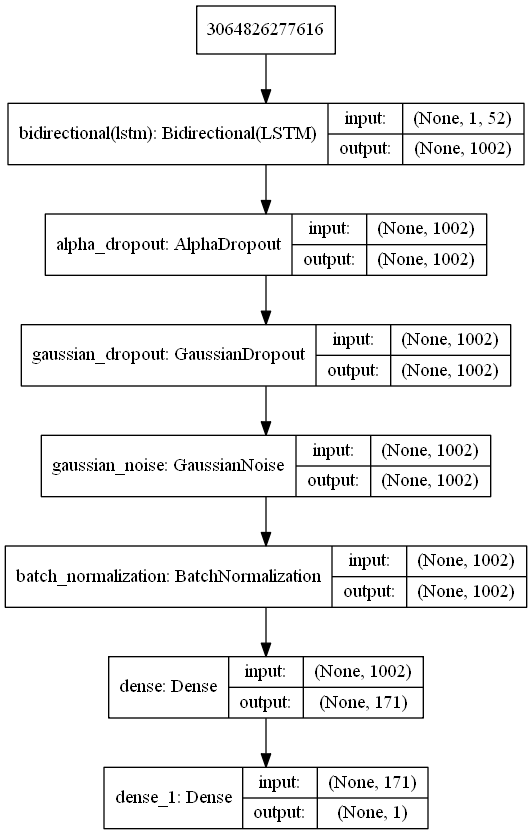 3064826277616
bidirectional(lstm): Bidirectional(LSTM)
input: (None, 1, 52)
output: (None, 1002)
alpha_dropout: AlphaDropout
input: (None, 1002)
output: (None, 1002)
gaussian_dropout: GaussianDropout
input: (None, 1002)
output: (None, 1002)
gaussian_noise: GaussianNoise
input: (None, 1002)
output: (None, 1002)
batch_normalization: BatchNormalization
input: (None, 1002)
output: (None, 1002)
dense: Dense
input: (None, 1002)
output: (None, 171)
dense_1: Dense
input: (None, 171)
output: (None, 1)